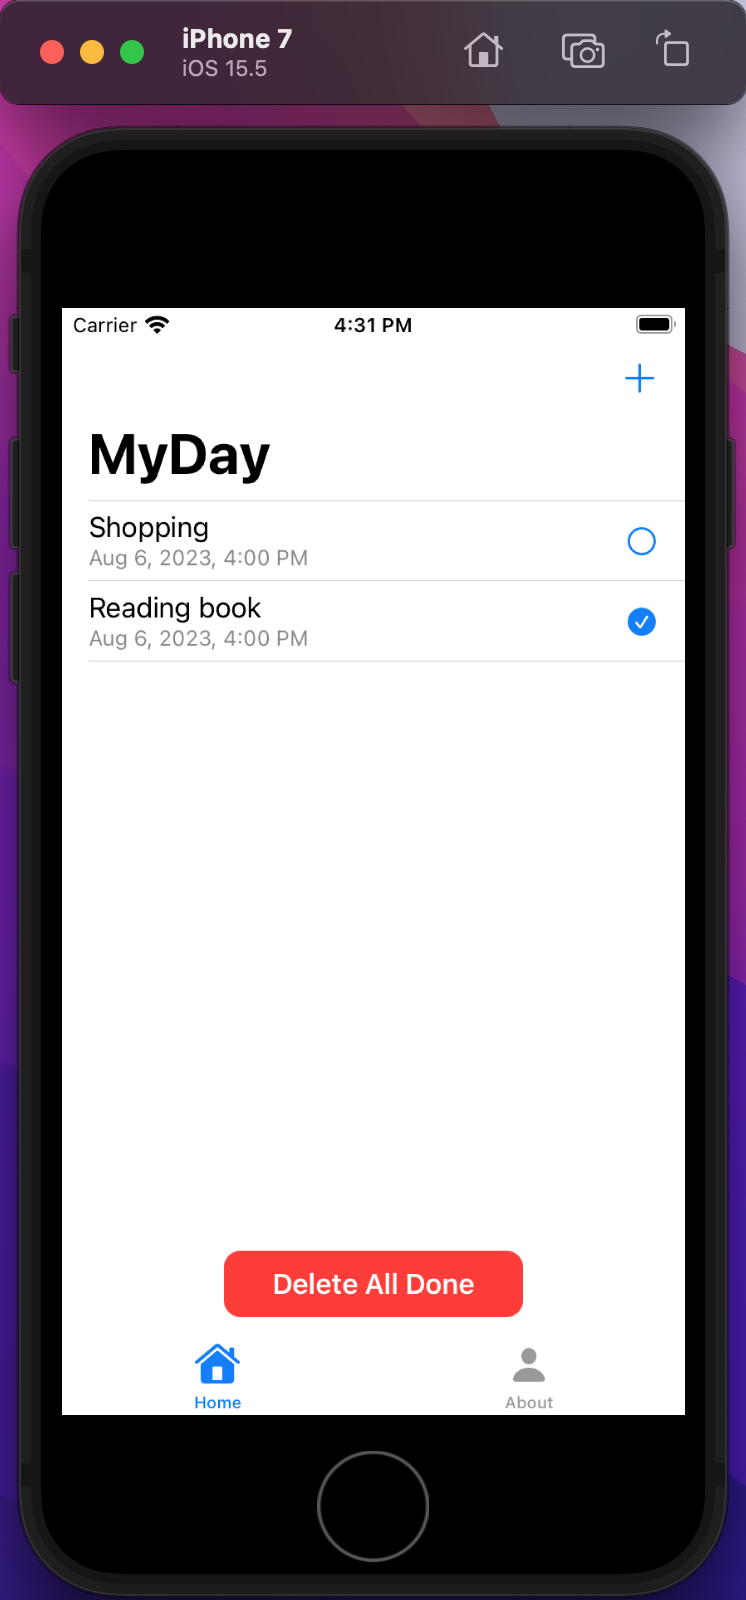 iPhone 7
iOS 15.5
Carrier 4:31 PM
MyDay
Shopping
Aug 6, 2023, 4:00 PM
Reading book
Aug 6, 2023, 4:00 PM
Delete All Done
Home About